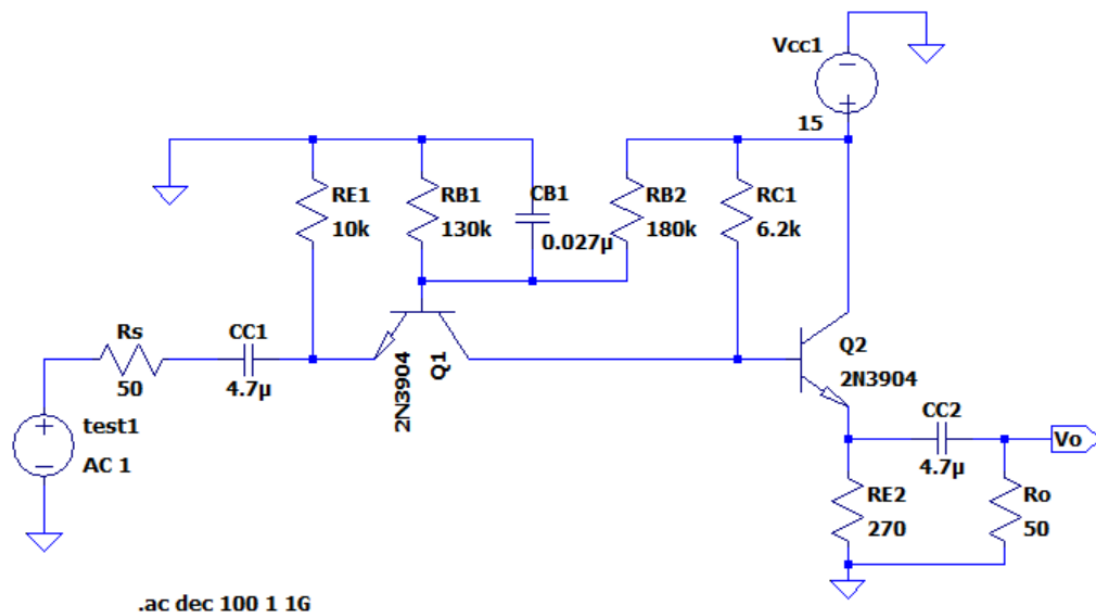 Vcc1
15
RE1
10k
RB1
130k
CB1
0.027µ
RB2
180k
RC1
6.2k
Rs
50
CC1
4.7µ
2N3904
Q1
Q2
2N3904
test1
AC 1
CC2
4.7µ
Vo
RE2
270
Ro
50
.ac dec 100 1 1G